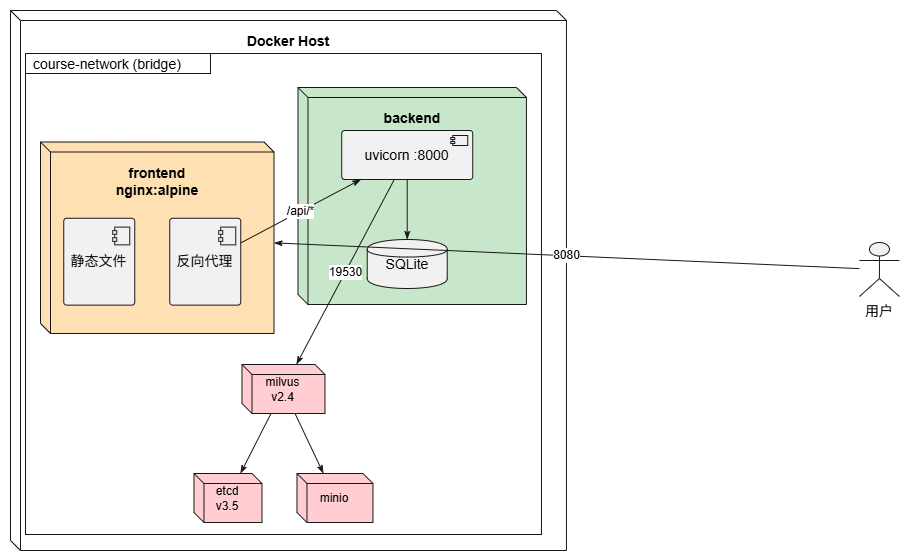 Docker Host
course-network (bridge)
backend
uvicorn :8000
frontend
nginx:alpine
/api/*
静态文件
反向代理
8080
SQLite
19530
用户
milvus
v2.4
etcd
v3.5
minio